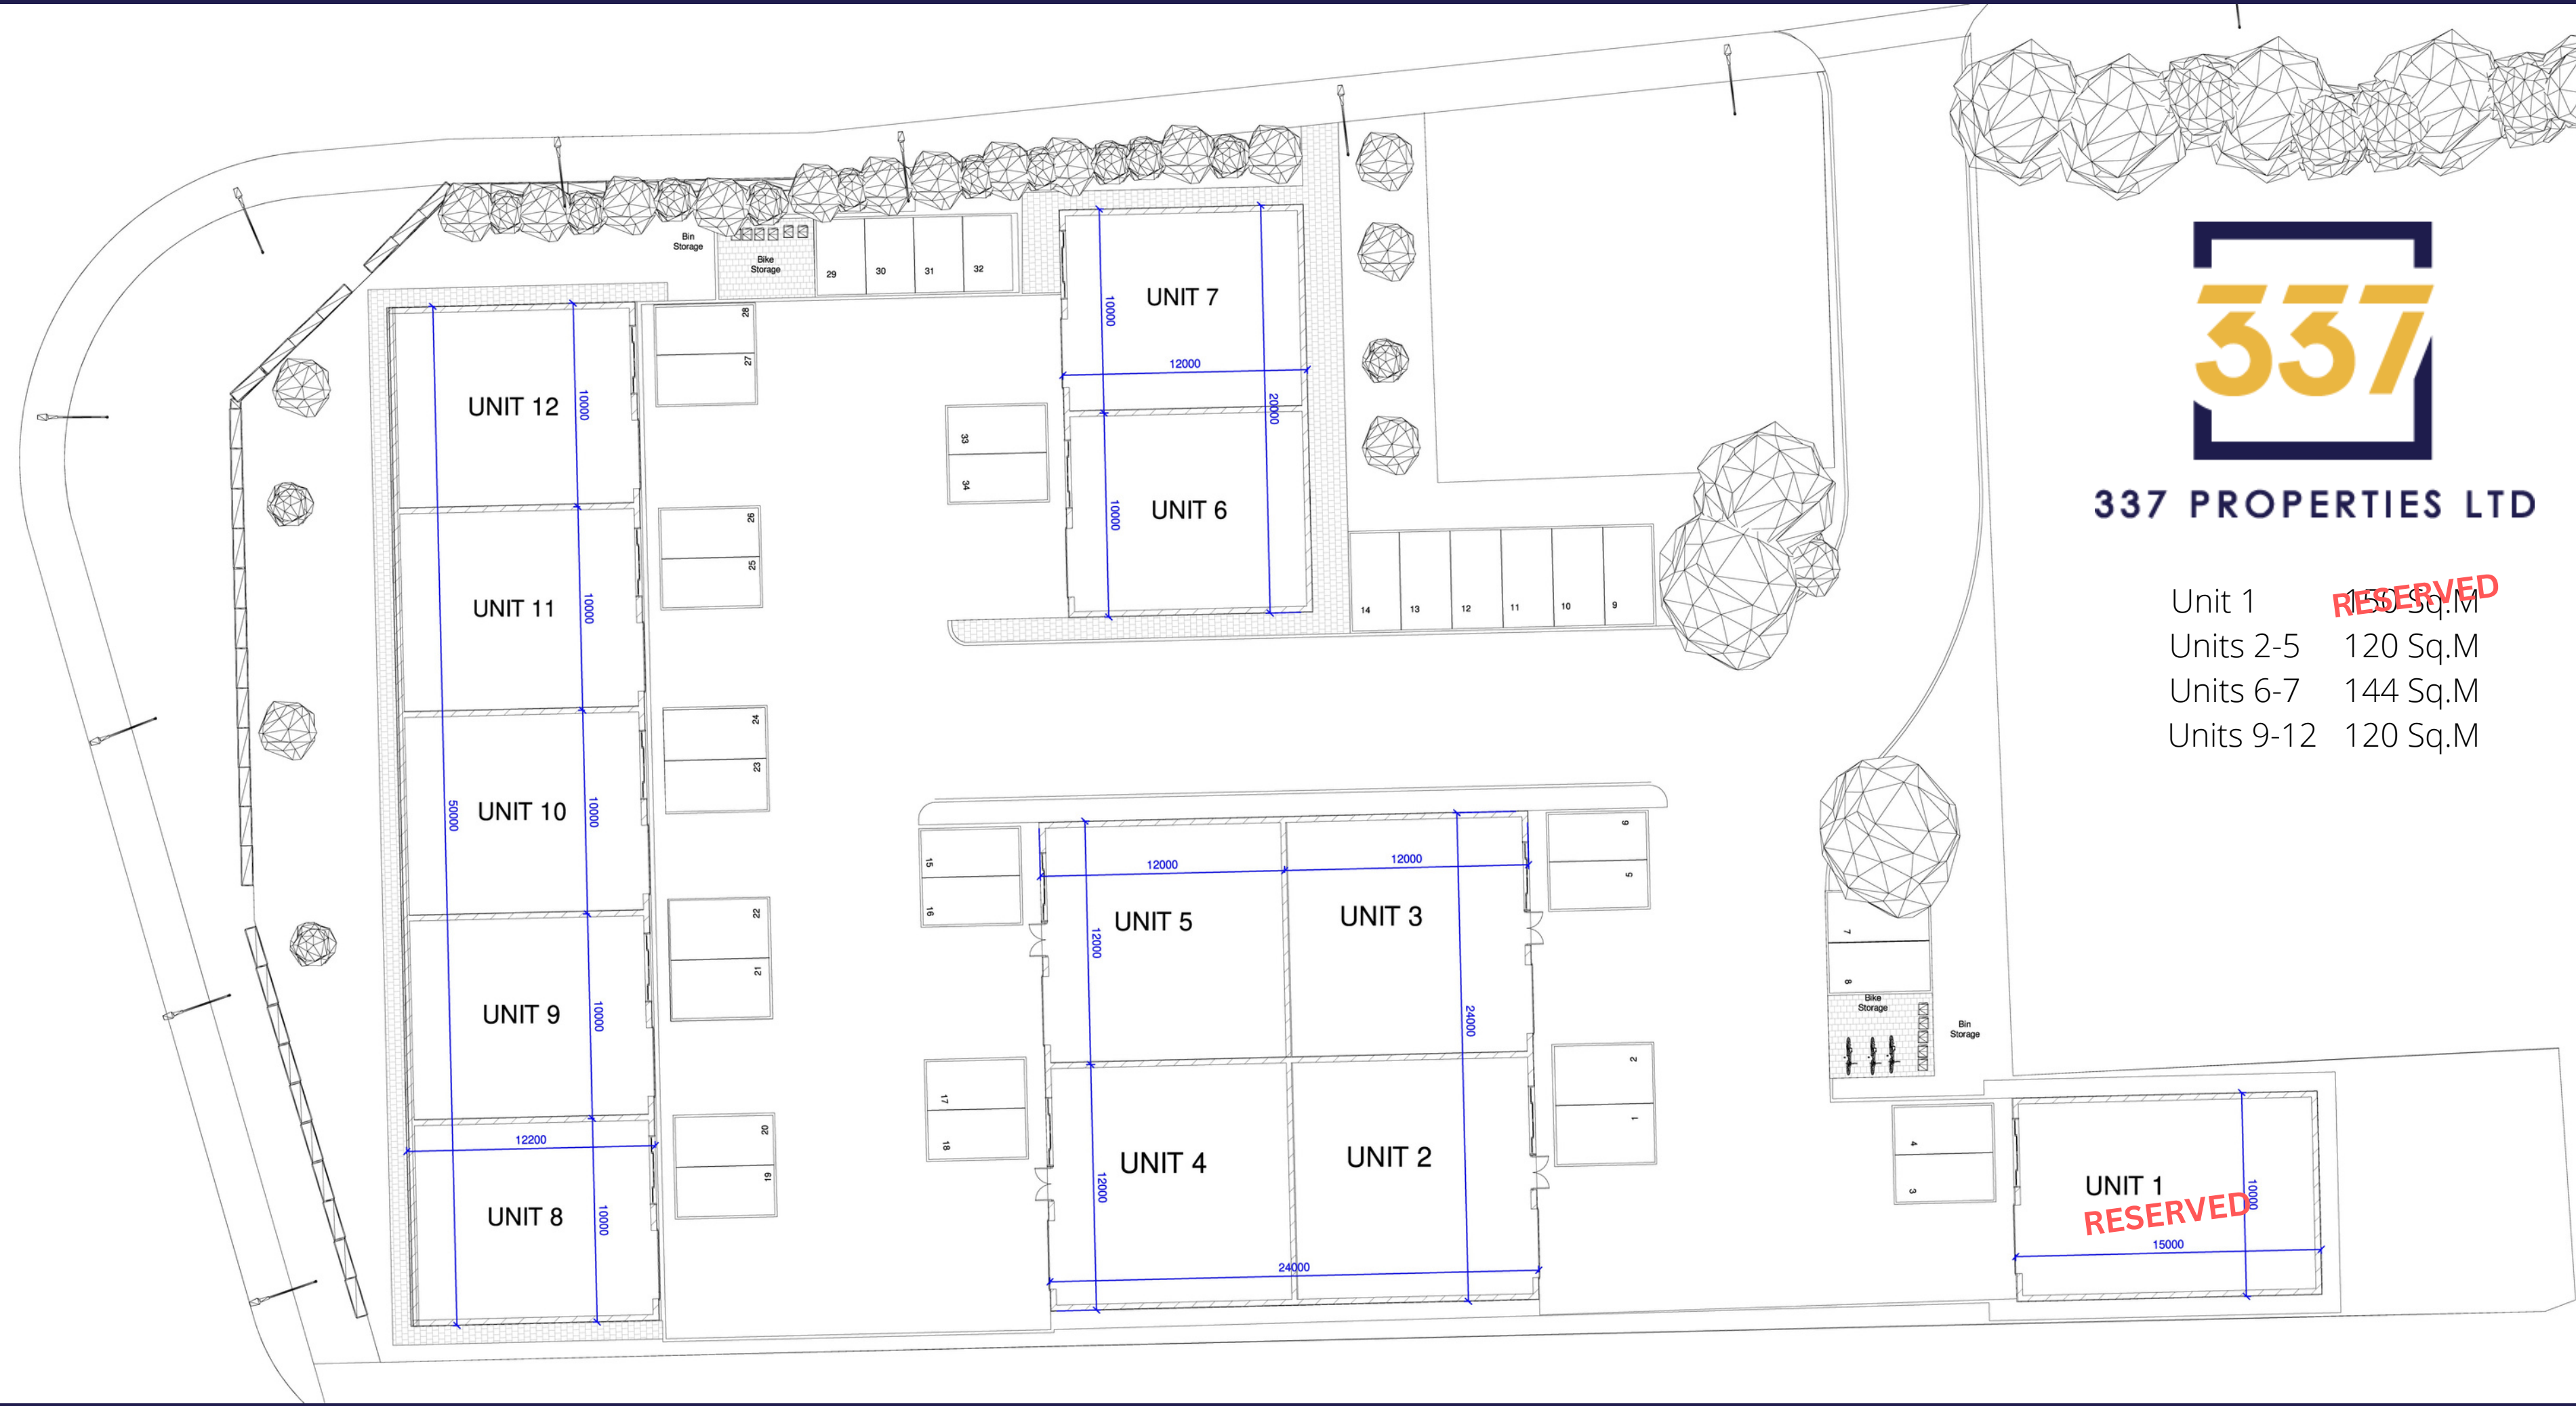 Bin
Storage
Bike
Storage
29
30
31
32
28
27
UNIT 7
10000
12000
20000
UNIT 12
10000
33
34
UNIT 6
10000
26
25
UNIT 11
10000
14
13
12
11
10
9
24
23
UNIT 10
10000
50000
15
16
12000
12000
UNIT 5
UNIT 3
12000
24000
6
5
22
21
UNIT 9
10000
7
8
Bike
Storage
Bin
Storage
17
18
2
1
12200
20
19
UNIT 8
10000
UNIT 4
12000
UNIT 2
24000
4
3
UNIT 1
RESERVED
10000
15000
337
337 PROPERTIES LTD
Unit 1 150 Sq.M
RESERVED
Units 2-5 120 Sq.M
Units 6-7 144 Sq.M
Units 9-12 120 Sq.M